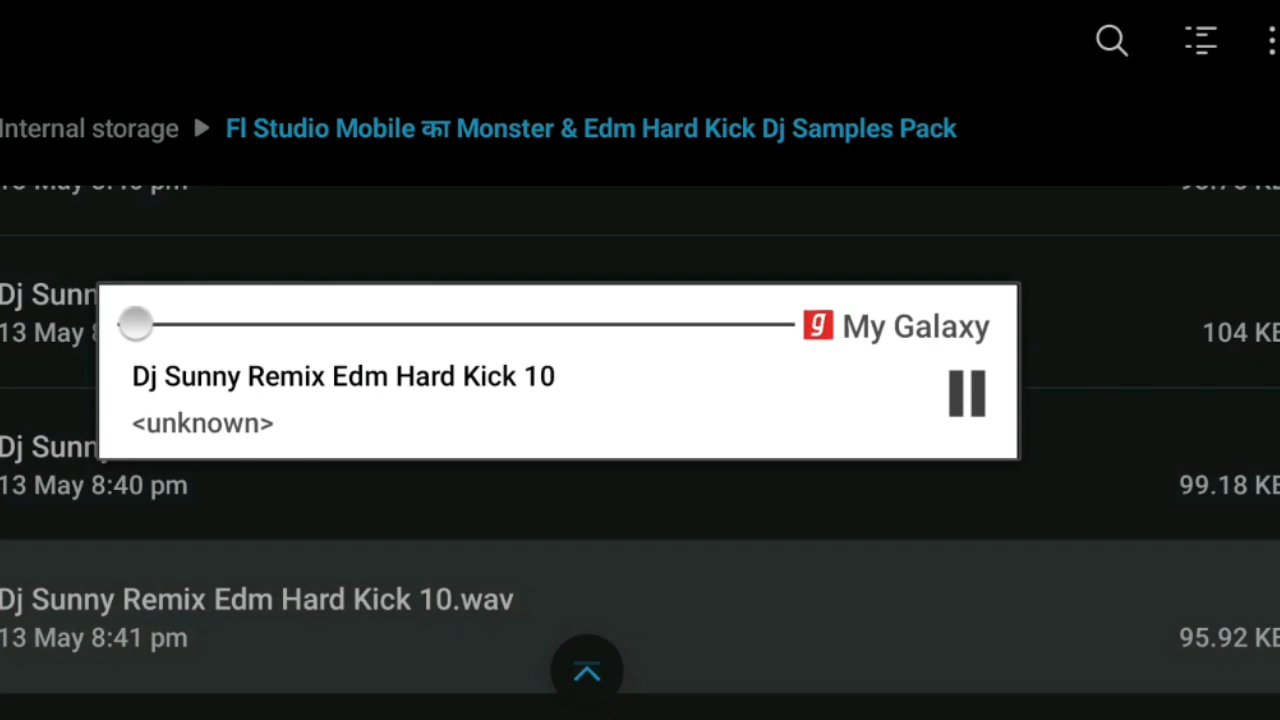 Internal storage ▶ Fl Studio Mobile का Monster & Edm Hard Kick Dj Samples Pack
Dj Sunn
13 May
104 KB
g My Galaxy
Dj Sunny Remix Edm Hard Kick 10
<unknown>
Dj Sunn
13 May 8:40 pm
99.18 KB
Dj Sunny Remix Edm Hard Kick 10.wav
13 May 8:41 pm
95.92 KB